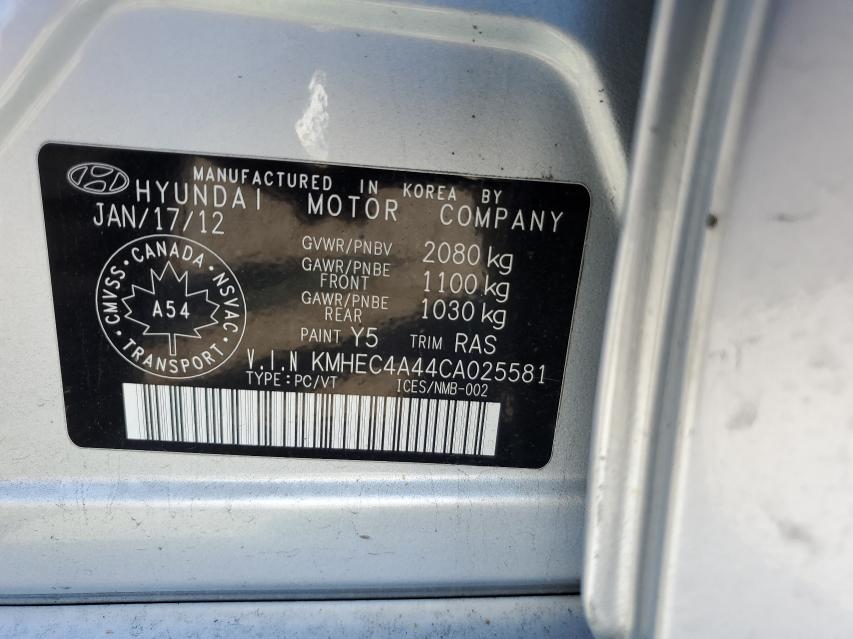 MANUFACTURED IN KOREA BY
HYUNDAI MOTOR COMPANY
JAN/17/12
GVWR/PNBV 2080 kg
GAWR/PNBE FRONT 1100 kg
GAWR/PNBE REAR 1030 kg
PAINT Y5 TRIM RAS
CMVSS · CANADA · NSVAC · TRANSPORT ·
A54
V.I.N KMHEC4A44CA025581
TYPE : PC/VT ICES/NMB-002